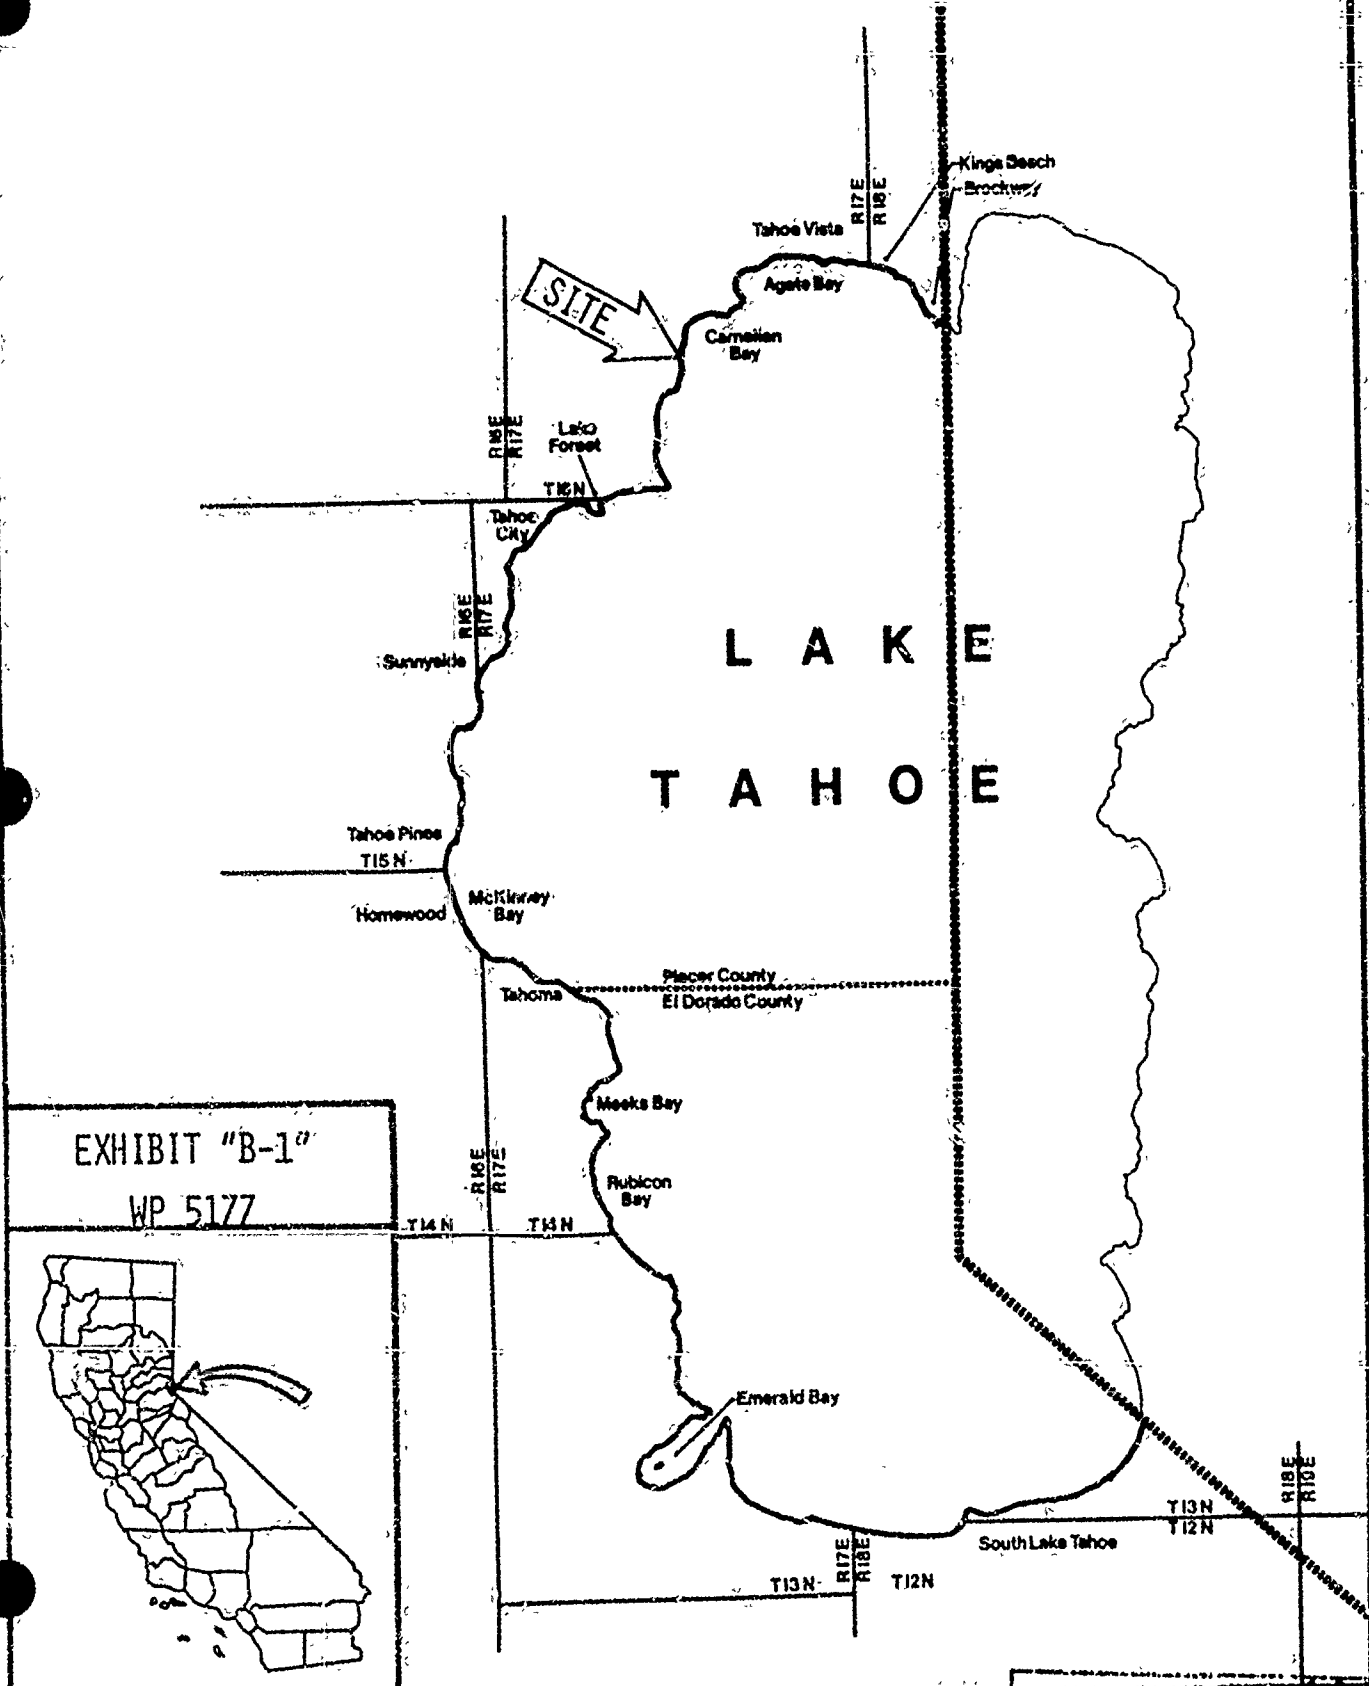 Kings Beach
Brockway
R17E
R18E
Tahoe Vista
Agate Bay
SITE
Carnelian
Bay
R16E
R17E
Lake
Forest
T16N
Tahoe
City
R16E
R17E
Sunnyside
LAKE
TAHOE
Tahoe Pines
T15N
McKinney
Bay
Homewood
Placer County
El Dorado County
Tahoma
Meeks Bay
EXHIBIT "B-1"
WP 5177
R16E
R17E
Rubicon
Bay
T14N
T14N
Emerald Bay
R18E
R19E
T13N
T12N
South Lake Tahoe
R17E
R18E
T13N
T12N